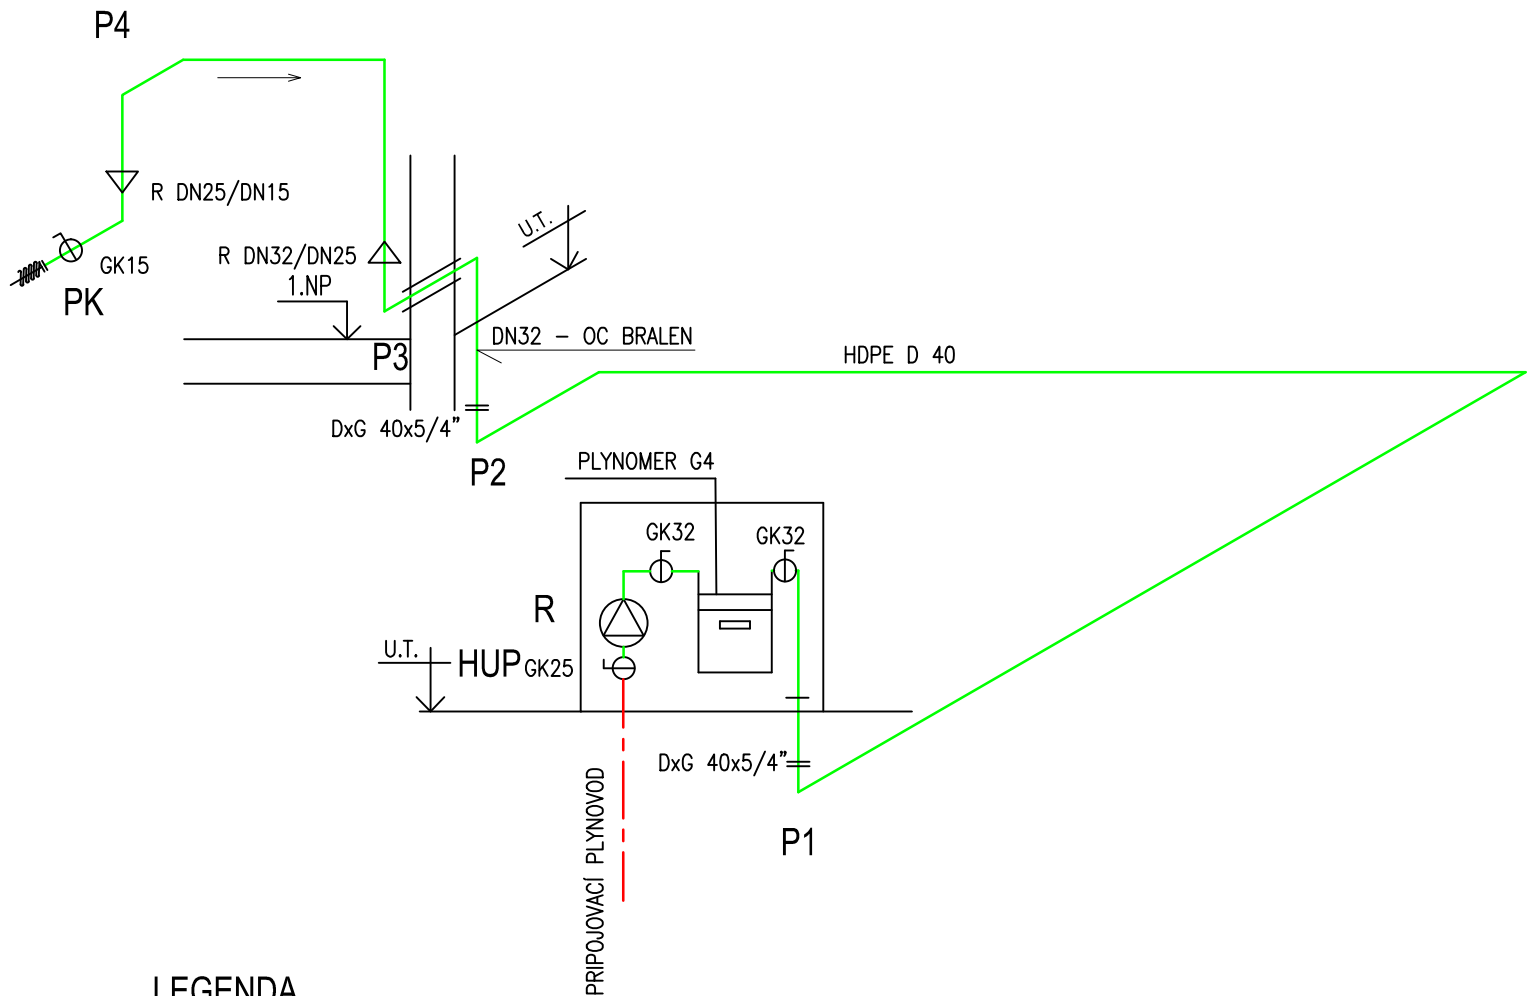 P4
R DN25/DN15
U.T.
R DN32/DN25
GK15
1.NP
PK
DN32 - OC BRALEN
P3
HDPE D 40
DxG 40x5/4"
P2
PLYNOMER G4
GK32
GK32
R
U.T.
HUP
GK25
DxG 40x5/4"
P1
PRIPOJOVACÍ PLYNOVOD
LEGENDA